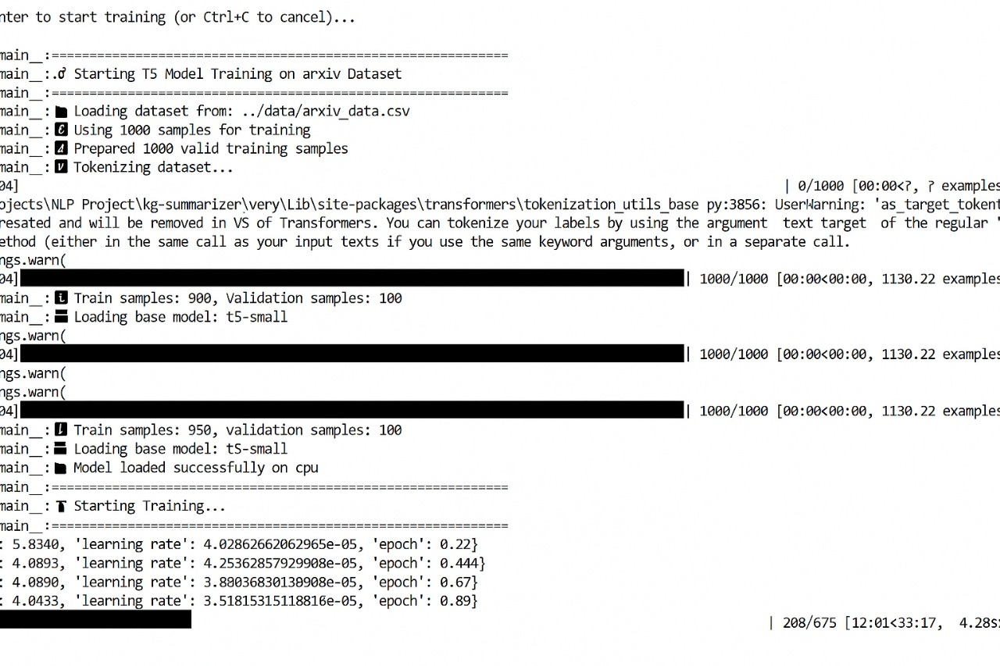 nter to start training (or Ctrl+C to cancel)...
main__:============================================================
main__:. Starting T5 Model Training on arxiv Dataset
main__:============================================================
main__: Loading dataset from: ../data/arxiv_data.csv
main__: Using 1000 samples for training
main__: Prepared 1000 valid training samples
main__: Tokenizing dataset...
04] | 0/1000 [00:00<?, ? examples
ojects\NLP Project\kg-summarizer\very\Lib\site-packages\transformers\tokenization_utils_base py:3856: UserWarning: 'as_target_tokent
resated and will be removed in VS of Transformers. You can tokenize your labels by using the argument text target of the regular '
ethod (either in the same call as your input texts if you use the same keyword arguments, or in a separate call.
ngs.warn(
04] | 1000/1000 [00:00<00:00, 1130.22 examples
main__: Train samples: 900, Validation samples: 100
main__: Loading base model: t5-small
ngs.warn(
04] | 1000/1000 [00:00<00:00, 1130.22 examples
ngs.warn(
ngs.warn(
04] | 1000/1000 [00:00<00:00, 1130.22 examples
main__: Train samples: 950, validation samples: 100
main__: Loading base model: tS-small
main__: Model loaded successfully on cpu
main__:============================================================
main__: Starting Training...
main__:============================================================
: 5.8340, 'learning rate': 4.02862662062965e-05, 'epoch': 0.22}
: 4.0893, 'learning rate': 4.25362857929908e-05, 'epoch': 0.444}
: 4.0890, 'learning rate': 3.88036830138908e-05, 'epoch': 0.67}
: 4.0433, 'learning rate': 3.51815315118816e-05, 'epoch': 0.89}
| 208/675 [12:01<33:17, 4.28s